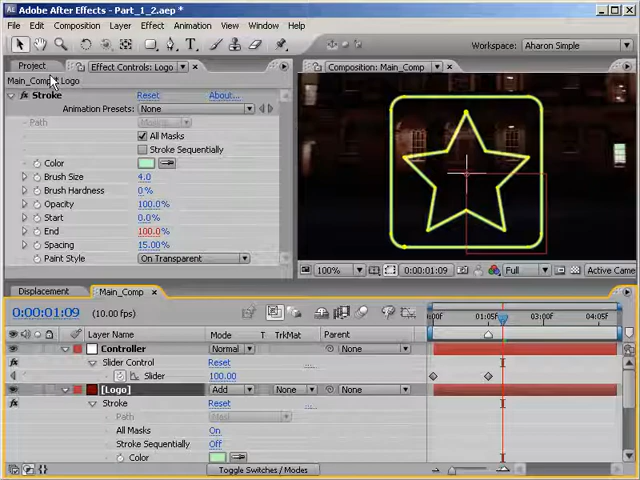 Adobe After Effects - Part_1_2.aep *
File Edit Composition Layer Effect Animation View Window Help
Workspace: Aharon Simple
Project Effect Controls: Logo Composition: Main_Comp
Main_Comp Logo
Stroke Reset About...
Animation Presets: None
Path
All Masks
Stroke Sequentially
Color
Brush Size 4.0
Brush Hardness 0 %
Opacity 100.0%
Start 0.0%
End 100.0%
Spacing 15.00%
Paint Style On Transparent
100% 0:00:01:09 Full Active Came
Displacement Main_Comp
0:00:01:09 (10.00 fps) 00f 01:05f 03:00f 04:05f
Layer Name Mode T TrkMat Parent
Controller Normal None
Slider Control Reset
Slider 100.00
[Logo] Add None None
Stroke Reset ...
Path
All Masks On
Stroke Sequentially Off
Color
Toggle Switches / Modes